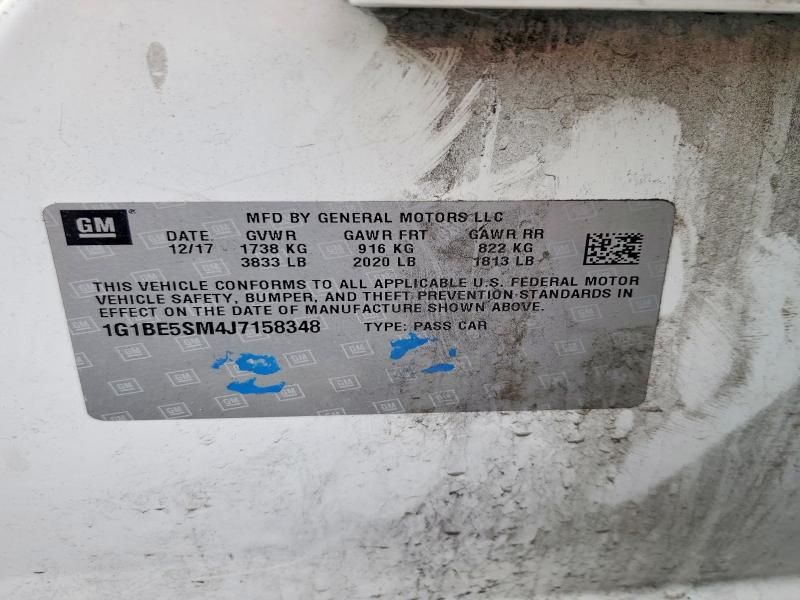 GM
MFD BY GENERAL MOTORS LLC
DATE GVWR GAWR FRT GAWR RR
12/17 1738 KG 916 KG 822 KG
3833 LB 2020 LB 1813 LB
THIS VEHICLE CONFORMS TO ALL APPLICABLE U.S. FEDERAL MOTOR
VEHICLE SAFETY, BUMPER, AND THEFT PREVENTION STANDARDS IN
EFFECT ON THE DATE OF MANUFACTURE SHOWN ABOVE.
1G1BE5SM4J7158348 TYPE: PASS CAR